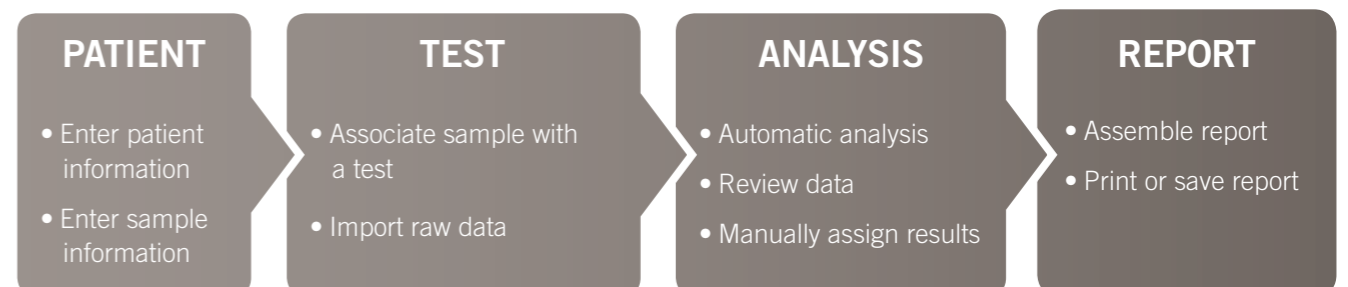 PATIENT
• Enter patient
information
• Enter sample
information
TEST
• Associate sample with
a test
• Import raw data
ANALYSIS
• Automatic analysis
• Review data
• Manually assign results
REPORT
• Assemble report
• Print or save report